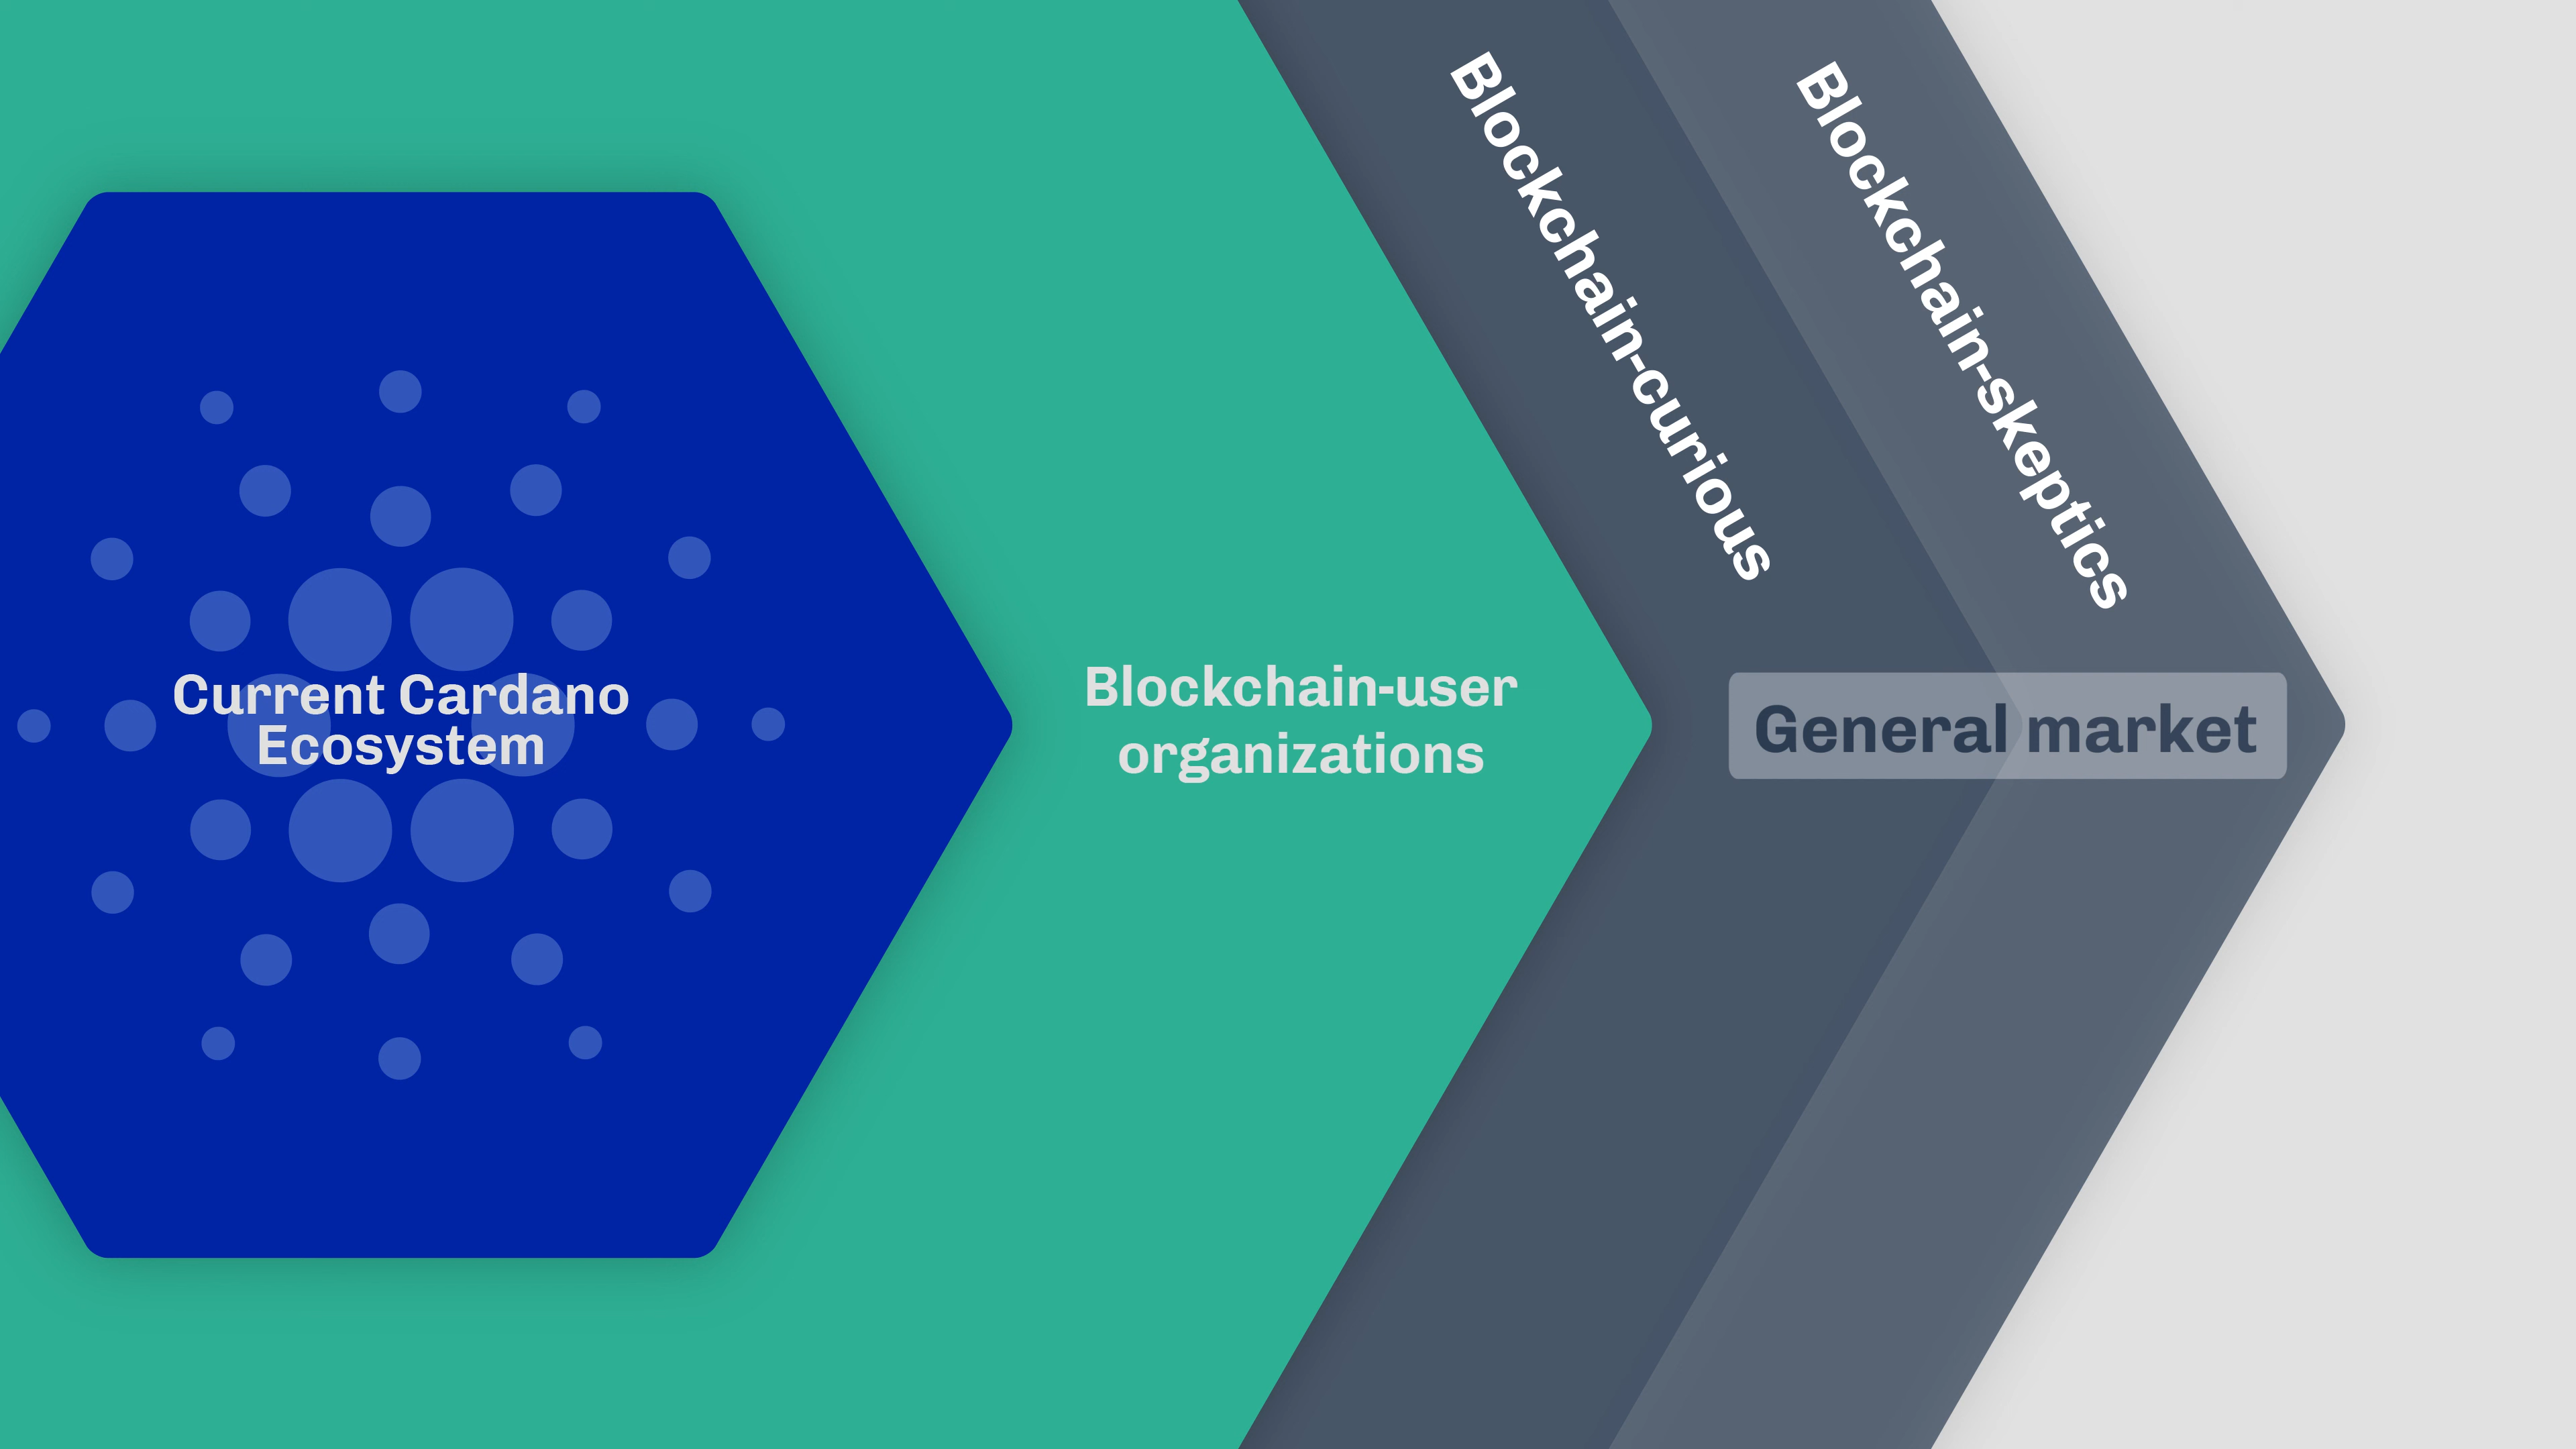 Current Cardano
Ecosystem
Blockchain-user
organizations
Blockchain-curious
Blockchain-skeptics
General market